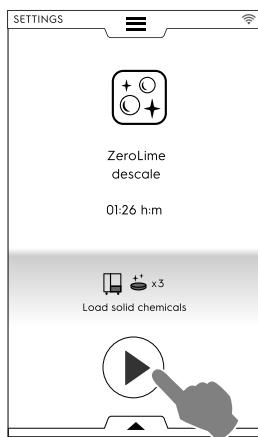 SETTINGS
ZeroLime
descale
01:26 h:m
x3
Load solid chemicals